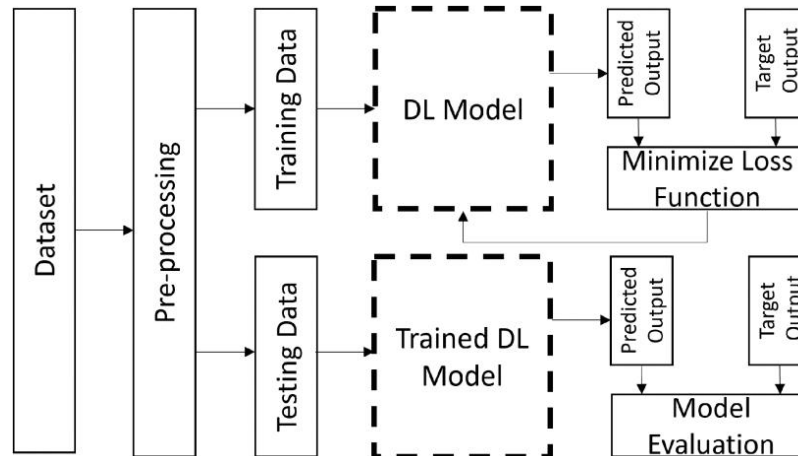 Dataset
Pre-processing
Training Data
DL Model
Predicted
Output
Target
Output
Minimize Loss
Function
Testing Data
Trained DL
Model
Predicted
Output
Target
Output
Model
Evaluation